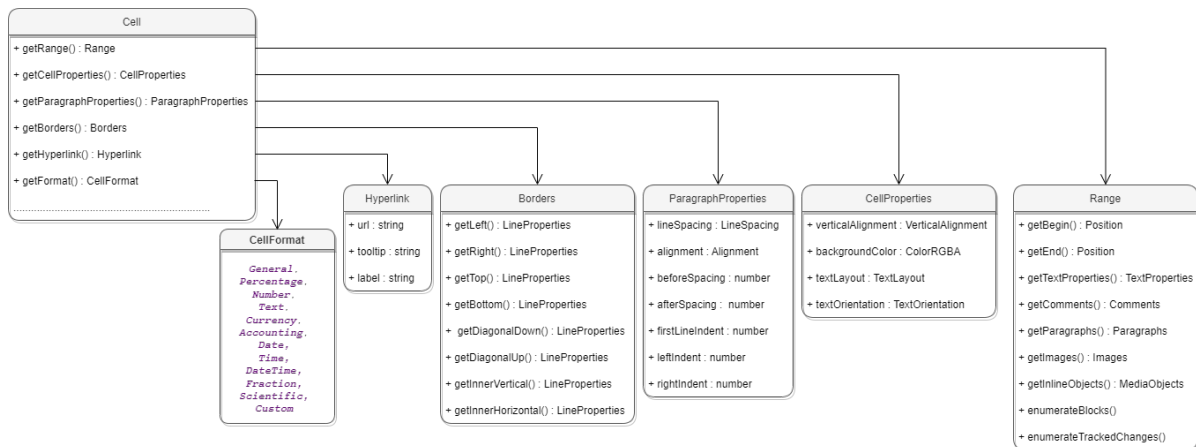 Cell
+ getRange() : Range
+ getCellProperties() : CellProperties
+ getParagraphProperties() : ParagraphProperties
+ getBorders() : Borders
+ getHyperlink() : Hyperlink
+ getFormat() : CellFormat
CellFormat
General,
Percentage,
Number,
Text,
Currency,
Accounting,
Date,
Time,
DateTime,
Fraction,
Scientific,
Custom
Hyperlink
+ url : string
+ tooltip : string
+ label : string
Borders
+ getLeft() : LineProperties
+ getRight() : LineProperties
+ getTop() : LineProperties
+ getBottom() : LineProperties
+ getDiagonalDown() : LineProperties
+ getDiagonalUp() : LineProperties
+ getInnerVertical() : LineProperties
+ getInnerHorizontal() : LineProperties
ParagraphProperties
+ lineSpacing : LineSpacing
+ alignment : Alignment
+ beforeSpacing : number
+ afterSpacing : number
+ firstLineIndent : number
+ leftIndent : number
+ rightIndent : number
CellProperties
+ verticalAlignment : VerticalAlignment
+ backgroundColor : ColorRGBA
+ textLayout : TextLayout
+ textOrientation : TextOrientation
Range
+ getBegin() : Position
+ getEnd() : Position
+ getTextProperties() : TextProperties
+ getComments() : Comments
+ getParagraphs() : Paragraphs
+ getImages() : Images
+ getInlineObjects() : MediaObjects
+ enumerateBlocks()
+ enumerateTrackedChanges()